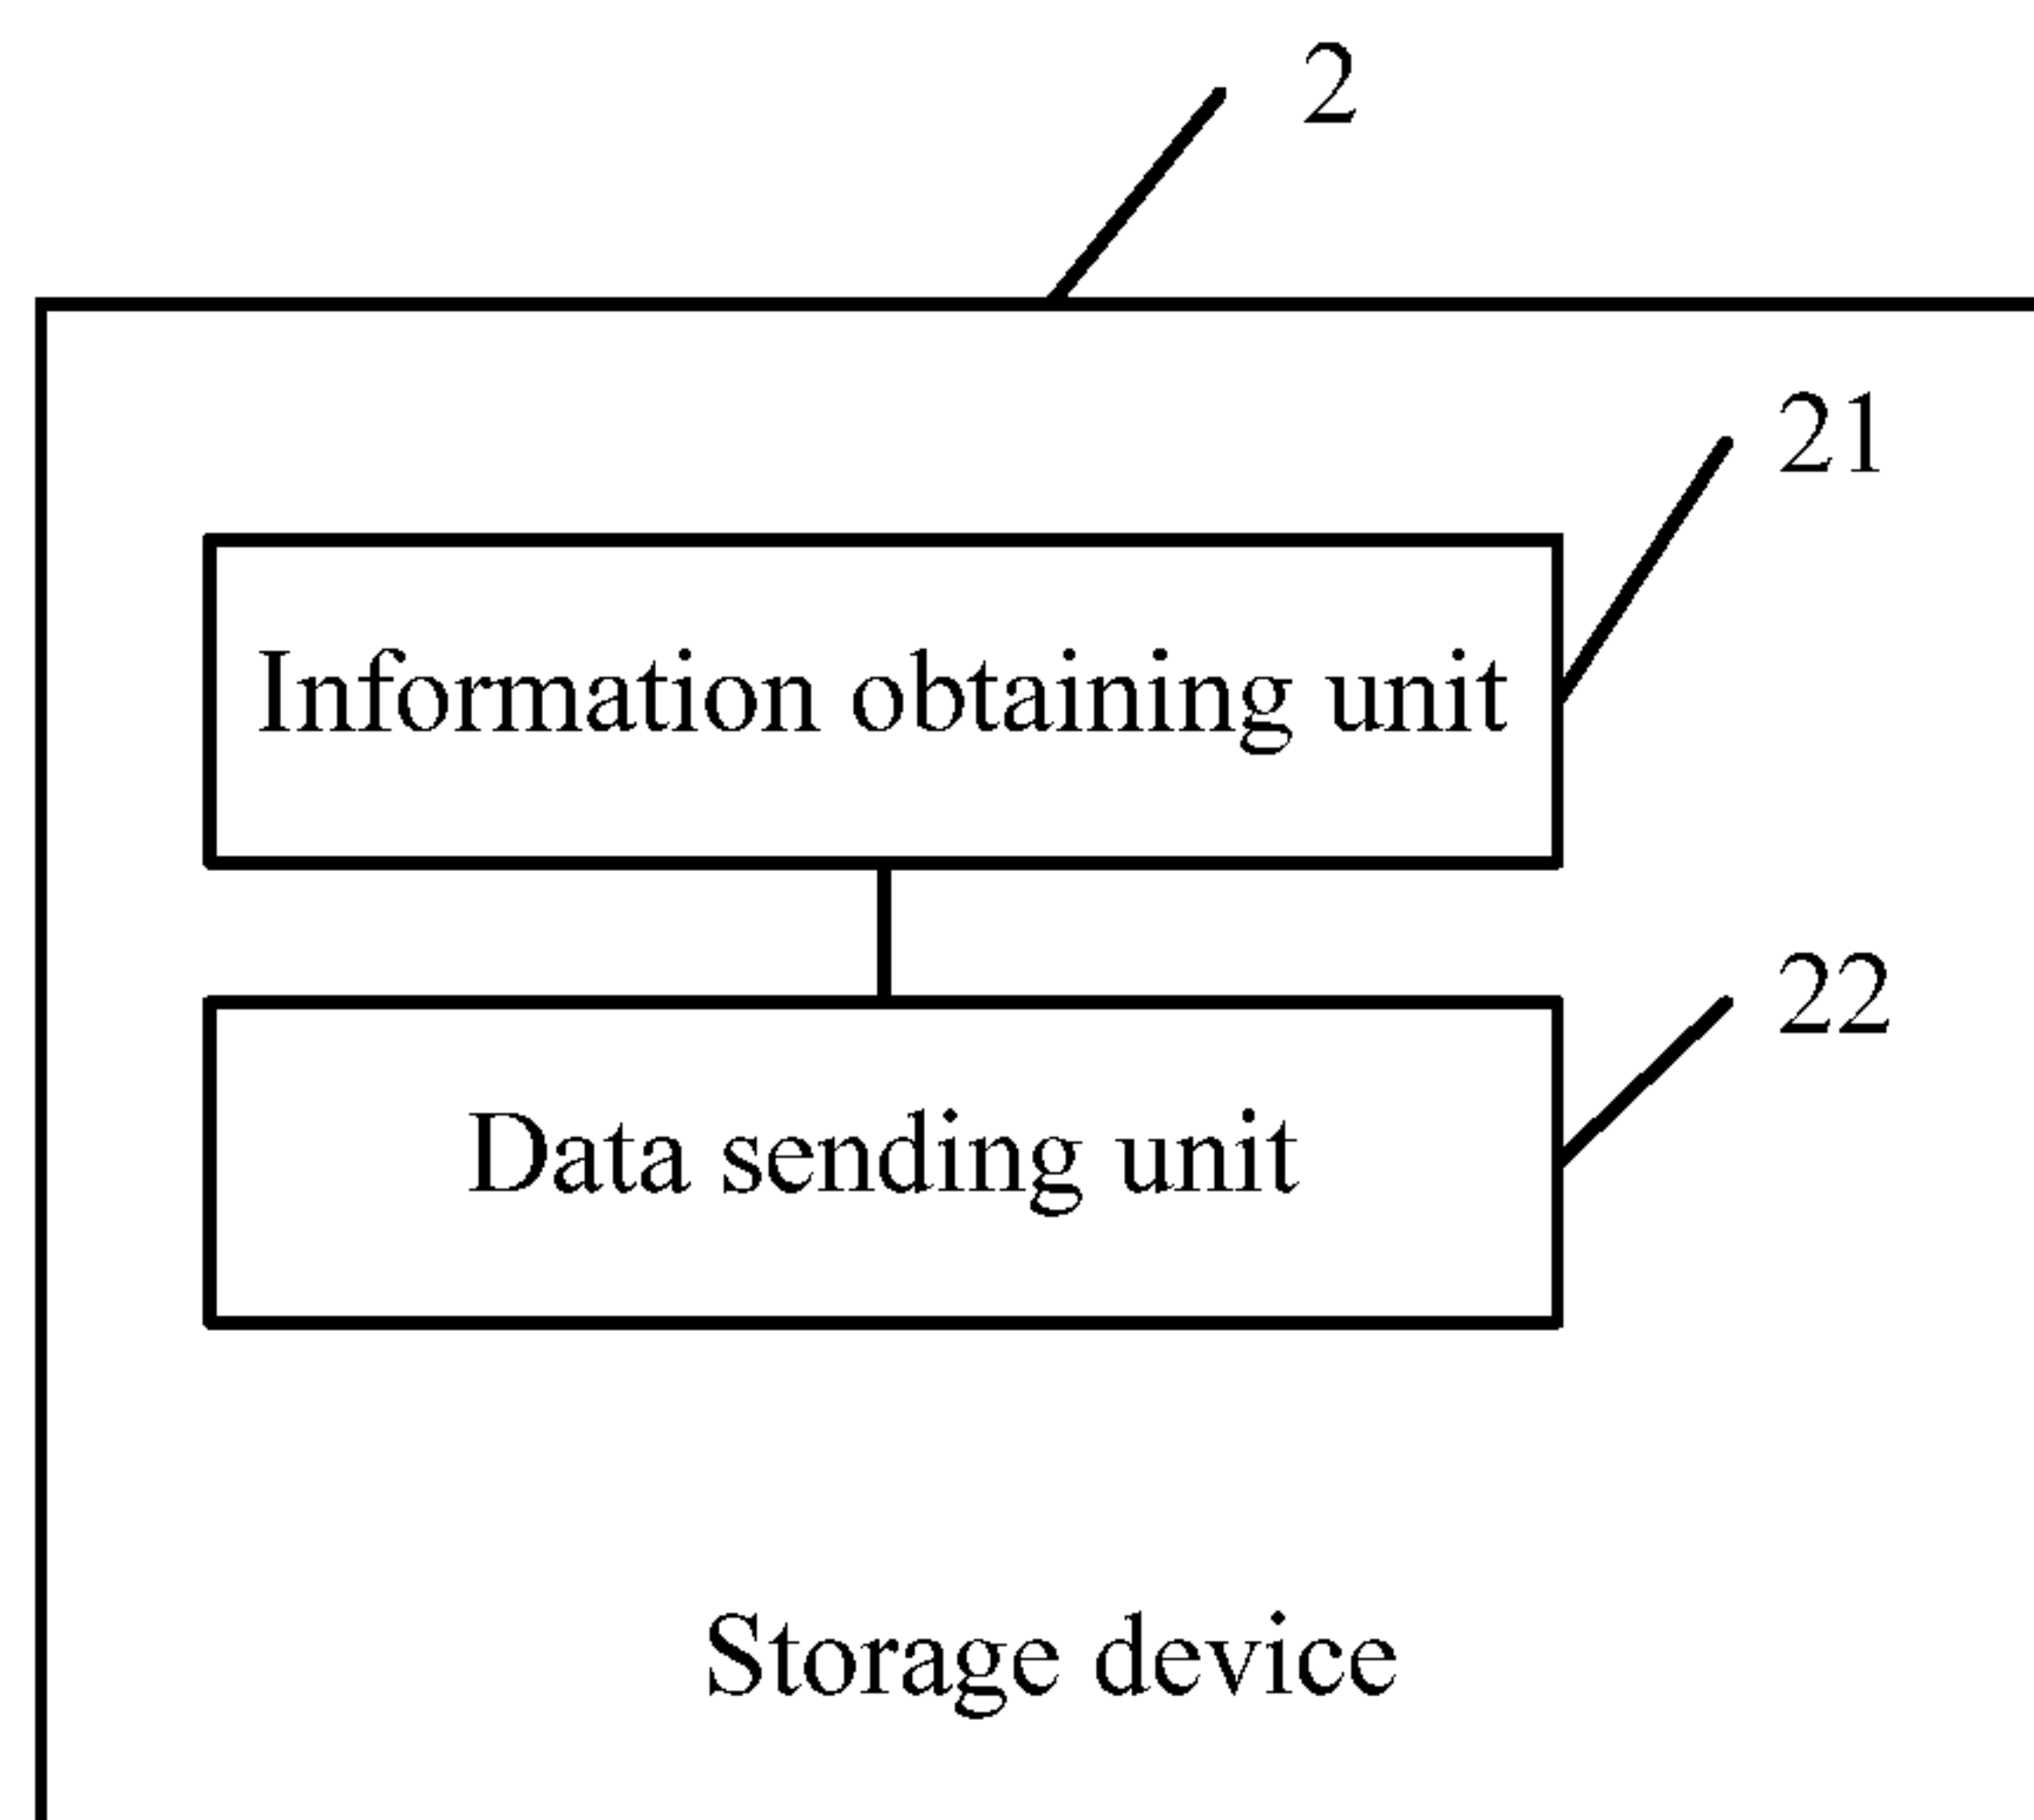 2
21
Information obtaining unit
22
Data sending unit
Storage device